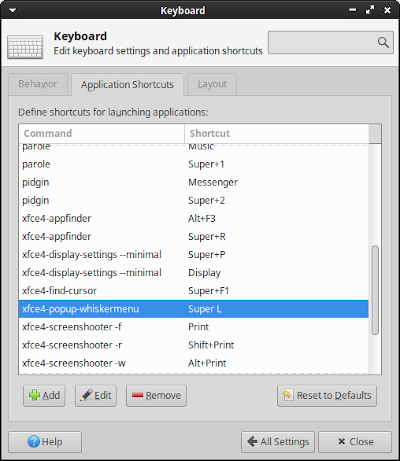 Keyboard
Keyboard
Edit keyboard settings and application shortcuts
Behavior Application Shortcuts Layout
Define shortcuts for launching applications:
Command Shortcut
parole Music
parole Super+1
pidgin Messenger
pidgin Super+2
xfce4-appfinder Alt+F3
xfce4-appfinder Super+R
xfce4-display-settings --minimal Super+P
xfce4-display-settings --minimal Display
xfce4-find-cursor Super+F1
xfce4-popup-whiskermenu Super L
xfce4-screenshooter -f Print
xfce4-screenshooter -r Shift+Print
xfce4-screenshooter -w Alt+Print
Add Edit Remove Reset to Defaults
Help All Settings Close